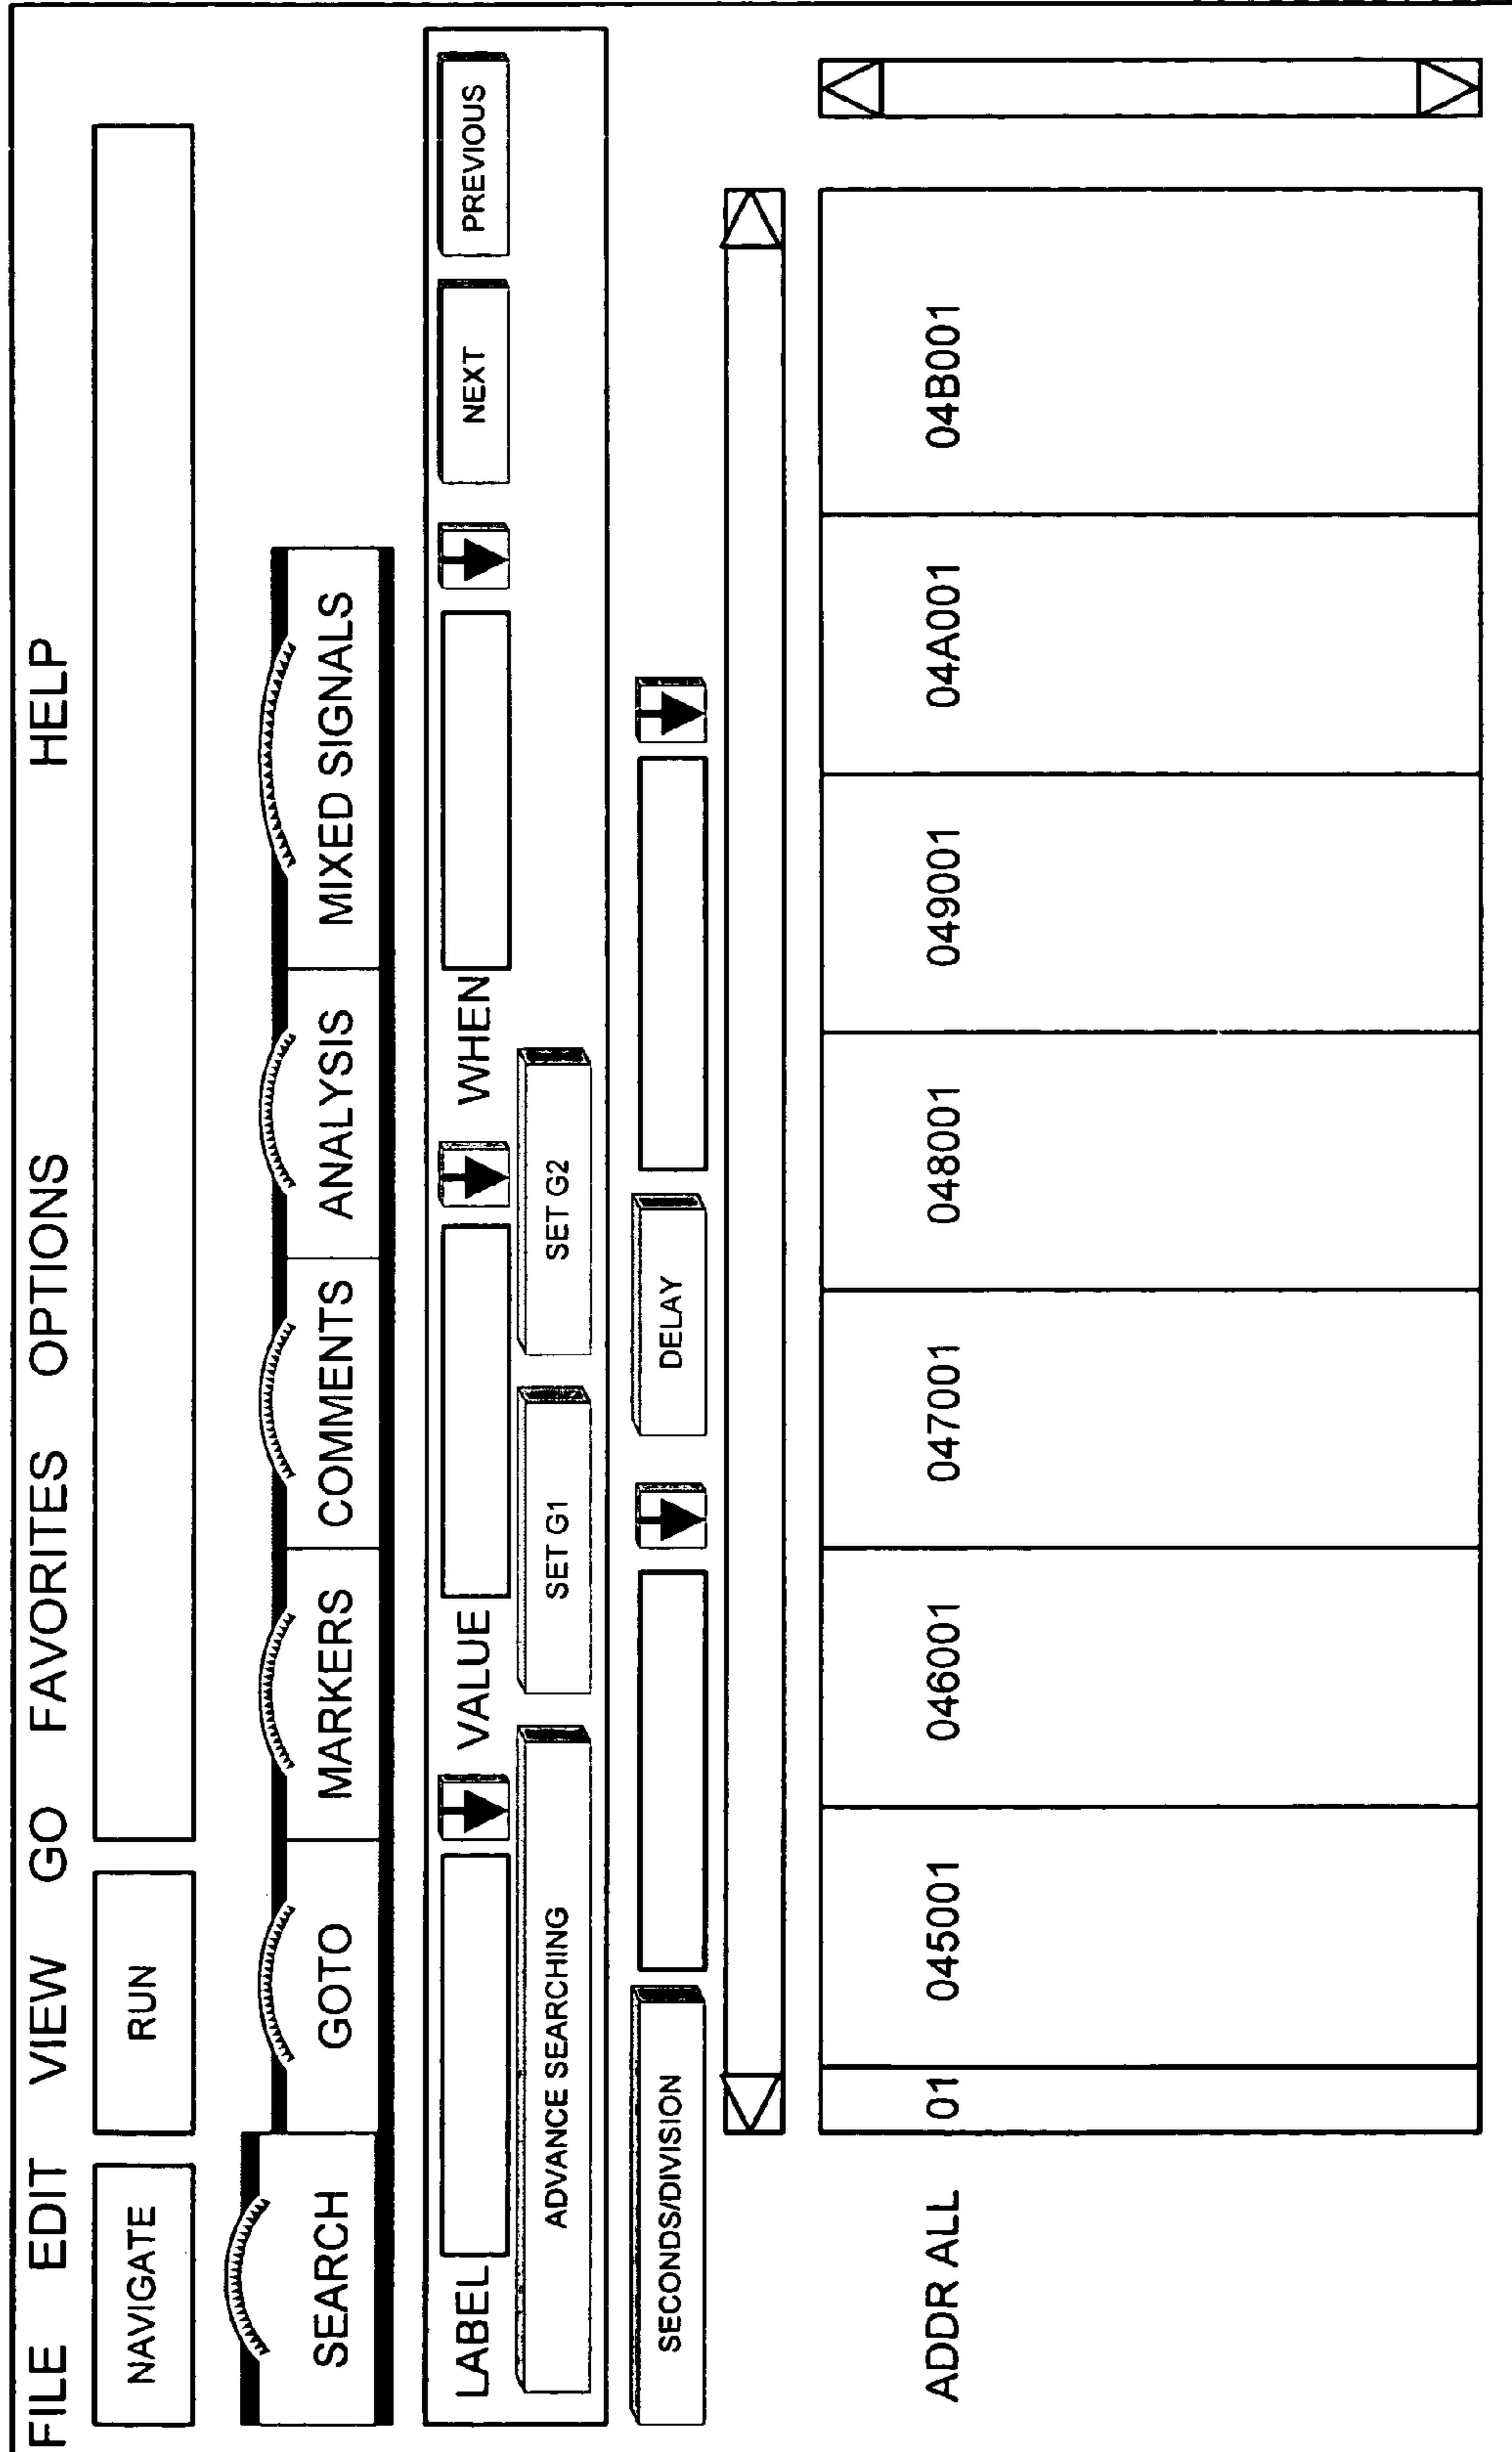 FILE EDIT VIEW GO FAVORITES OPTIONS HELP
NAVIGATE RUN
SEARCH GOTO MARKERS COMMENTS ANALYSIS MIXED SIGNALS
LABEL VALUE WHEN NEXT PREVIOUS
ADVANCE SEARCHING SET G1 SET G2
SECONDS/DIVISION DELAY
ADDR ALL 01 045001 046001 047001 048001 049001 04A001 04B001